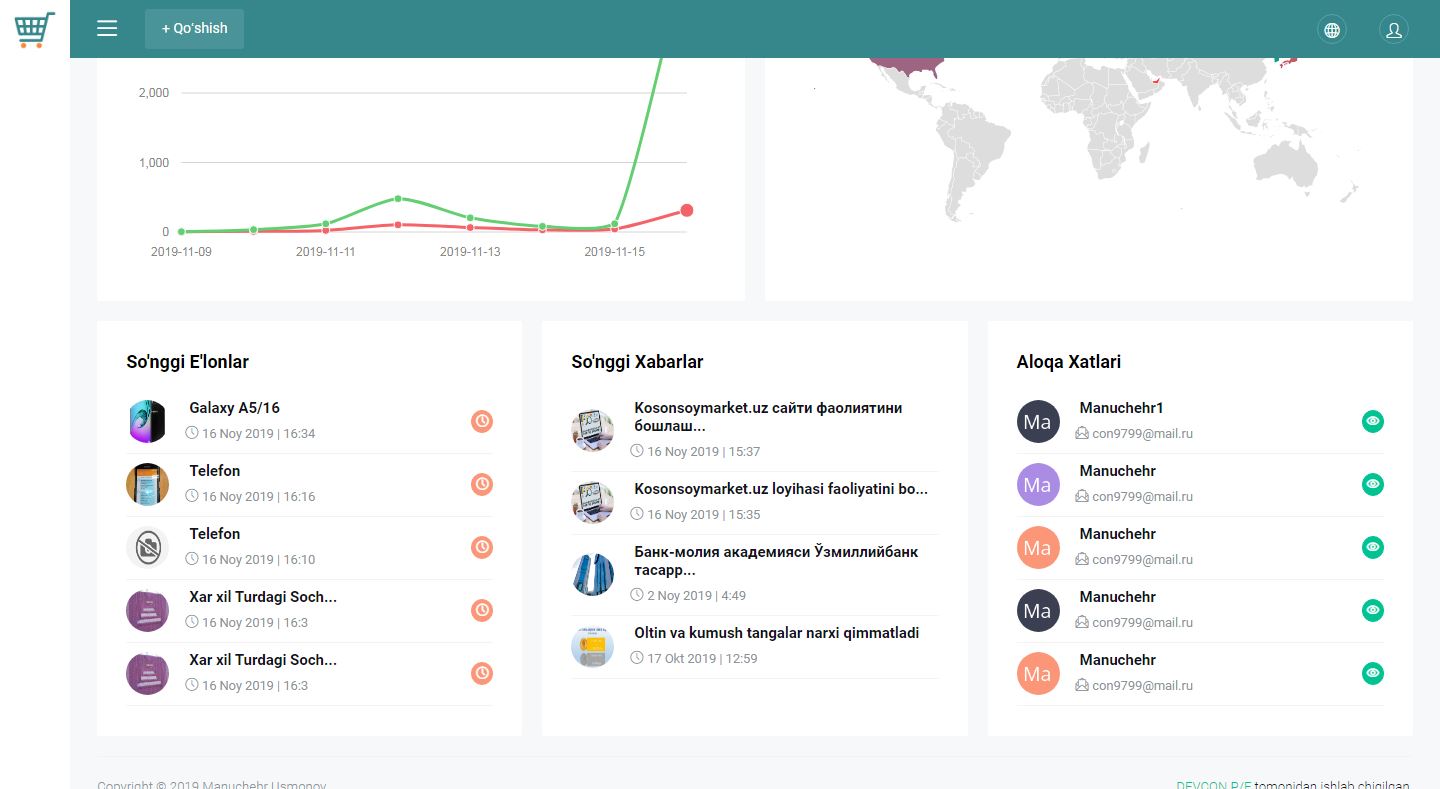 + Qo'shish
2,000
1,000
0
2019-11-09
2019-11-11
2019-11-13
2019-11-15
So'nggi E'lonlar
Galaxy A5/16
16 Noy 2019 | 16:34
Telefon
16 Noy 2019 | 16:16
Telefon
16 Noy 2019 | 16:10
Xar xil Turdagi Soch...
16 Noy 2019 | 16:3
Xar xil Turdagi Soch...
16 Noy 2019 | 16:3
So'nggi Xabarlar
Kosonsoymarket.uz сайти фаолиятини
бошлаш...
16 Noy 2019 | 15:37
Kosonsoymarket.uz loyihasi faoliyatini bo...
16 Noy 2019 | 15:35
Банк-молия академияси Ўзмиллийбанк
тасарр...
2 Noy 2019 | 4:49
Oltin va kumush tangalar narxi qimmatladi
17 Okt 2019 | 12:59
Aloqa Xatlari
Ma
Manuchehr1
con9799@mail.ru
Ma
Manuchehr
con9799@mail.ru
Ma
Manuchehr
con9799@mail.ru
Ma
Manuchehr
con9799@mail.ru
Ma
Manuchehr
con9799@mail.ru
Copyright © 2019 Manuchehr Usmonov
DEVCON P/E tomonidan ishlab chiqilgan